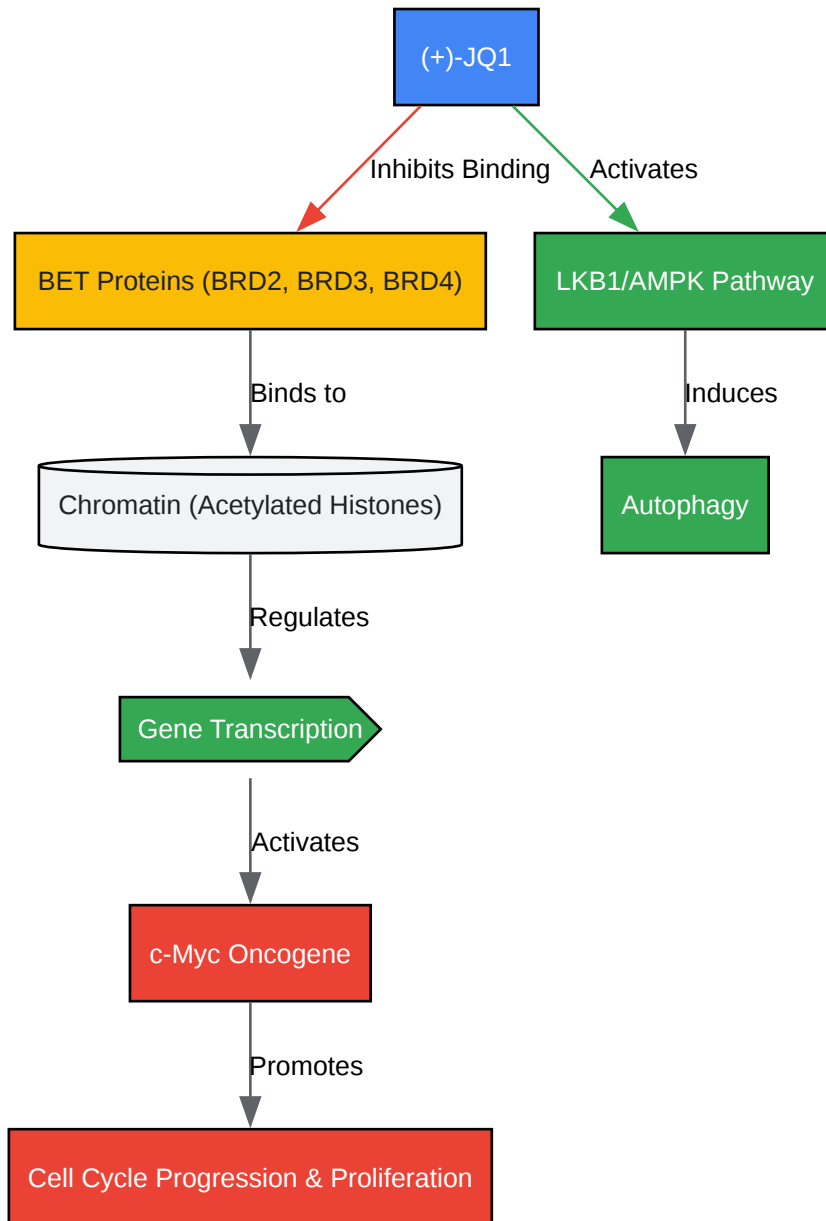 (+)-JQ1
Inhibits Binding
Activates
BET Proteins (BRD2, BRD3, BRD4)
LKB1/AMPK Pathway
Binds to
Induces
Chromatin (Acetylated Histones)
Autophagy
Regulates
Gene Transcription
Activates
c-Myc Oncogene
Promotes
Cell Cycle Progression & Proliferation